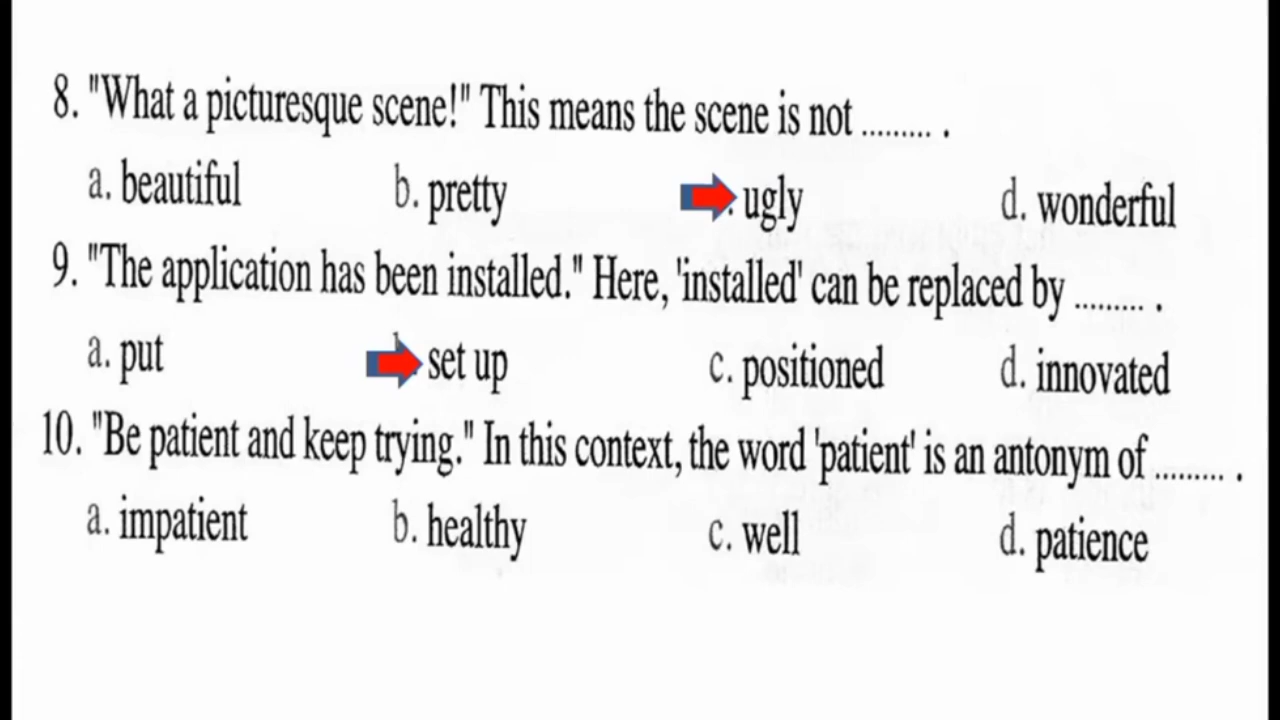 8. "What a picturesque scene!" This means the scene is not ......... .
a. beautiful b. pretty ugly d. wonderful
9. "The application has been installed." Here, 'installed' can be replaced by ......... .
a. put set up c. positioned d. innovated
10. "Be patient and keep trying." In this context, the word 'patient' is an antonym of ......... .
a. impatient b. healthy c. well d. patience